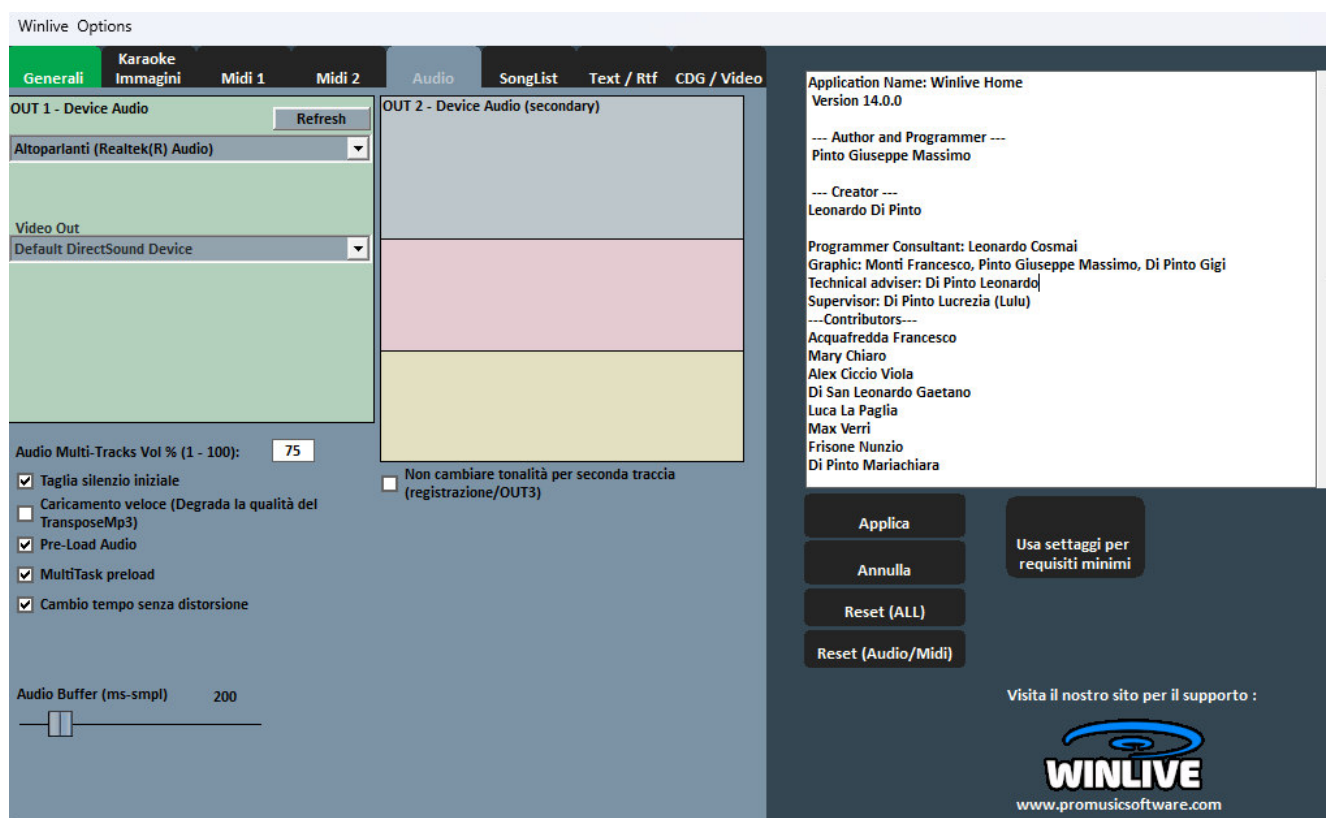 Winlive Options
Generali
Karaoke
Immagini
Midi 1
Midi 2
Audio
SongList
Text / Rtf
CDG / Video
OUT 1 - Device Audio
Refresh
Altoparlanti (Realtek(R) Audio)
Video Out
Default DirectSound Device
OUT 2 - Device Audio (secondary)
Audio Multi-Tracks Vol % (1 - 100):
75
Taglia silenzio iniziale
Caricamento veloce (Degrada la qualità del
TransposeMp3)
Pre-Load Audio
MultiTask preload
Cambio tempo senza distorsione
Non cambiare tonalità per seconda traccia
(registrazione/OUT3)
Audio Buffer (ms-smpl)
200
Application Name: Winlive Home
Version 14.0.0
--- Author and Programmer ---
Pinto Giuseppe Massimo
--- Creator ---
Leonardo Di Pinto
Programmer Consultant: Leonardo Cosmai
Graphic: Monti Francesco, Pinto Giuseppe Massimo, Di Pinto Gigi
Technical adviser: Di Pinto Leonardo
Supervisor: Di Pinto Lucrezia (Lulu)
---Contributors---
Acquafredda Francesco
Mary Chiaro
Alex Ciccio Viola
Di San Leonardo Gaetano
Luca La Paglia
Max Verri
Frisone Nunzio
Di Pinto Mariachiara
Applica
Annulla
Reset (ALL)
Reset (Audio/Midi)
Usa settaggi per
requisiti minimi
Visita il nostro sito per il supporto :
WINLIVE
www.promusicsoftware.com